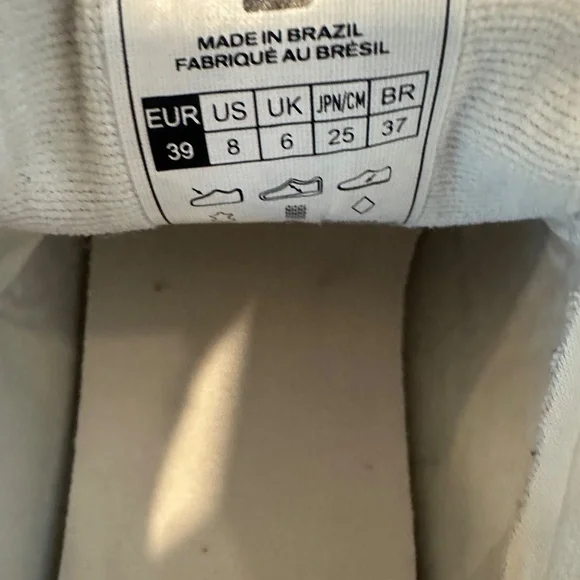 MADE IN BRAZIL
FABRIQUÉ AU BRÉSIL
EUR US UK JPN/CM BR
39 8 6 25 37